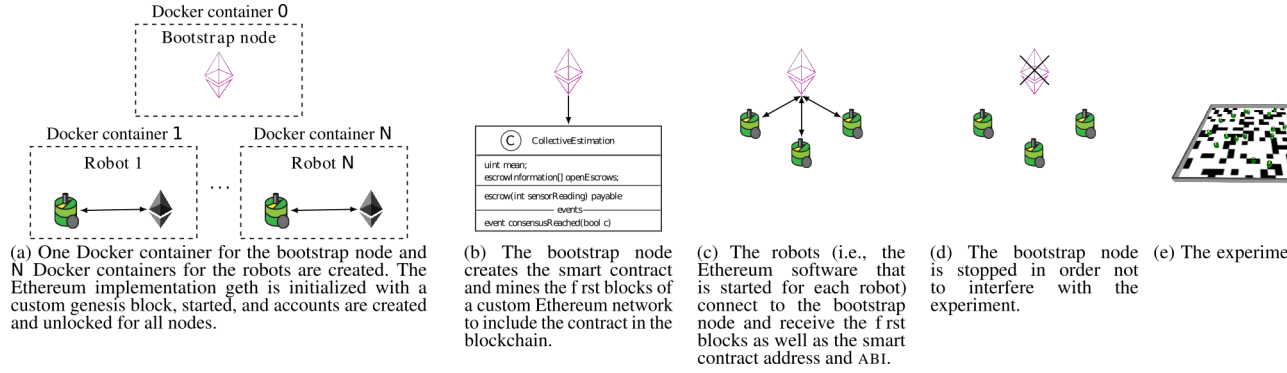 Docker container 0
Bootstrap node
Docker container 1
Docker container N
Robot 1
Robot N
...
(a) One Docker container for the bootstrap node and
N Docker containers for the robots are created. The
Ethereum implementation geth is initialized with a
custom genesis block, started, and accounts are created
and unlocked for all nodes.
C CollectiveEstimation
uint mean;
escrowInformation[] openEscrows;
escrow(int sensorReading) payable
events
event consensusReached(bool c)
(b) The bootstrap node
creates the smart contract
and mines the f rst blocks of
a custom Ethereum network
to include the contract in the
blockchain.
(c) The robots (i.e., the
Ethereum software that
is started for each robot)
connect to the bootstrap
node and receive the f rst
blocks as well as the smart
contract address and ABI.
(d) The bootstrap node
is stopped in order not
to interfere with the
experiment.
(e) The experime